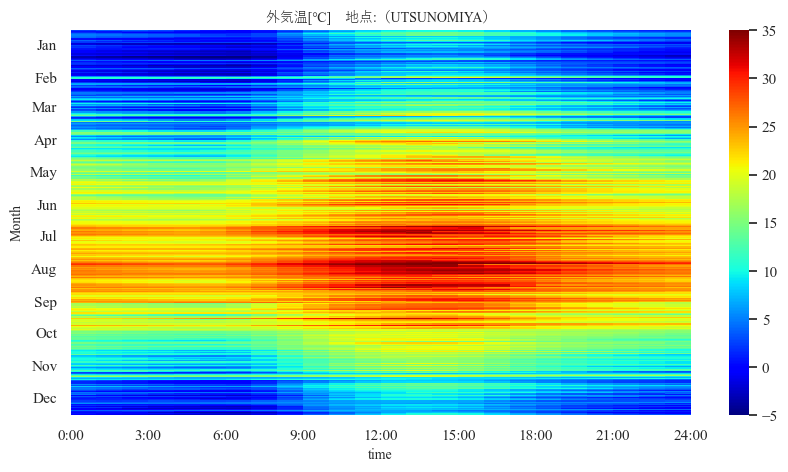 外気温[℃]　地点:（UTSUNOMIYA）
Month
Jan
Feb
Mar
Apr
May
Jun
Jul
Aug
Sep
Oct
Nov
Dec
0:00 3:00 6:00 9:00 12:00 15:00 18:00 21:00 24:00
time
35
30
25
20
15
10
5
0
−5